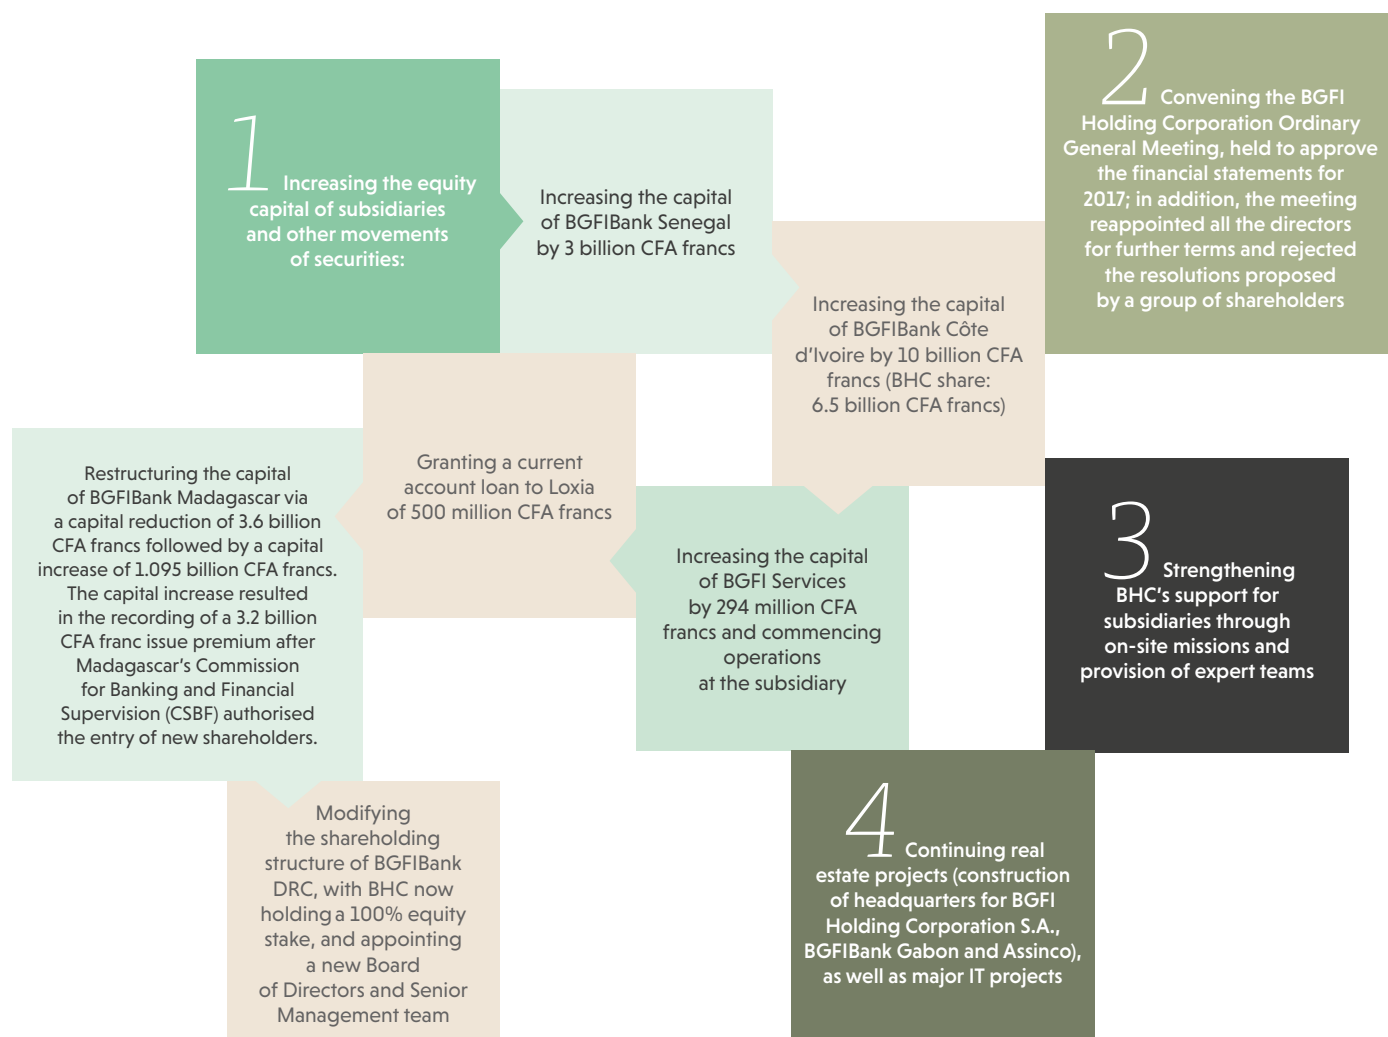 1 Increasing the equity
capital of subsidiaries
and other movements
of securities:
Increasing the capital
of BGFIBank Senegal
by 3 billion CFA francs
Increasing the capital
of BGFIBank Côte
d'Ivoire by 10 billion CFA
francs (BHC share:
6.5 billion CFA francs)
Increasing the capital
of BGFI Services
by 294 million CFA
francs and commencing
operations
at the subsidiary
Granting a current
account loan to Loxia
of 500 million CFA francs
Restructuring the capital
of BGFIBank Madagascar via
a capital reduction of 3.6 billion
CFA francs followed by a capital
increase of 1.095 billion CFA francs.
The capital increase resulted
in the recording of a 3.2 billion
CFA franc issue premium after
Madagascar's Commission
for Banking and Financial
Supervision (CSBF) authorised
the entry of new shareholders.
Modifying
the shareholding
structure of BGFIBank
DRC, with BHC now
holding a 100% equity
stake, and appointing
a new Board
of Directors and Senior
Management team
2 Convening the BGFI
Holding Corporation Ordinary
General Meeting, held to approve
the financial statements for
2017; in addition, the meeting
reappointed all the directors
for further terms and rejected
the resolutions proposed
by a group of shareholders
3 Strengthening
BHC's support for
subsidiaries through
on-site missions and
provision of expert teams
4 Continuing real
estate projects (construction
of headquarters for BGFI
Holding Corporation S.A.,
BGFIBank Gabon and Assinco),
as well as major IT projects